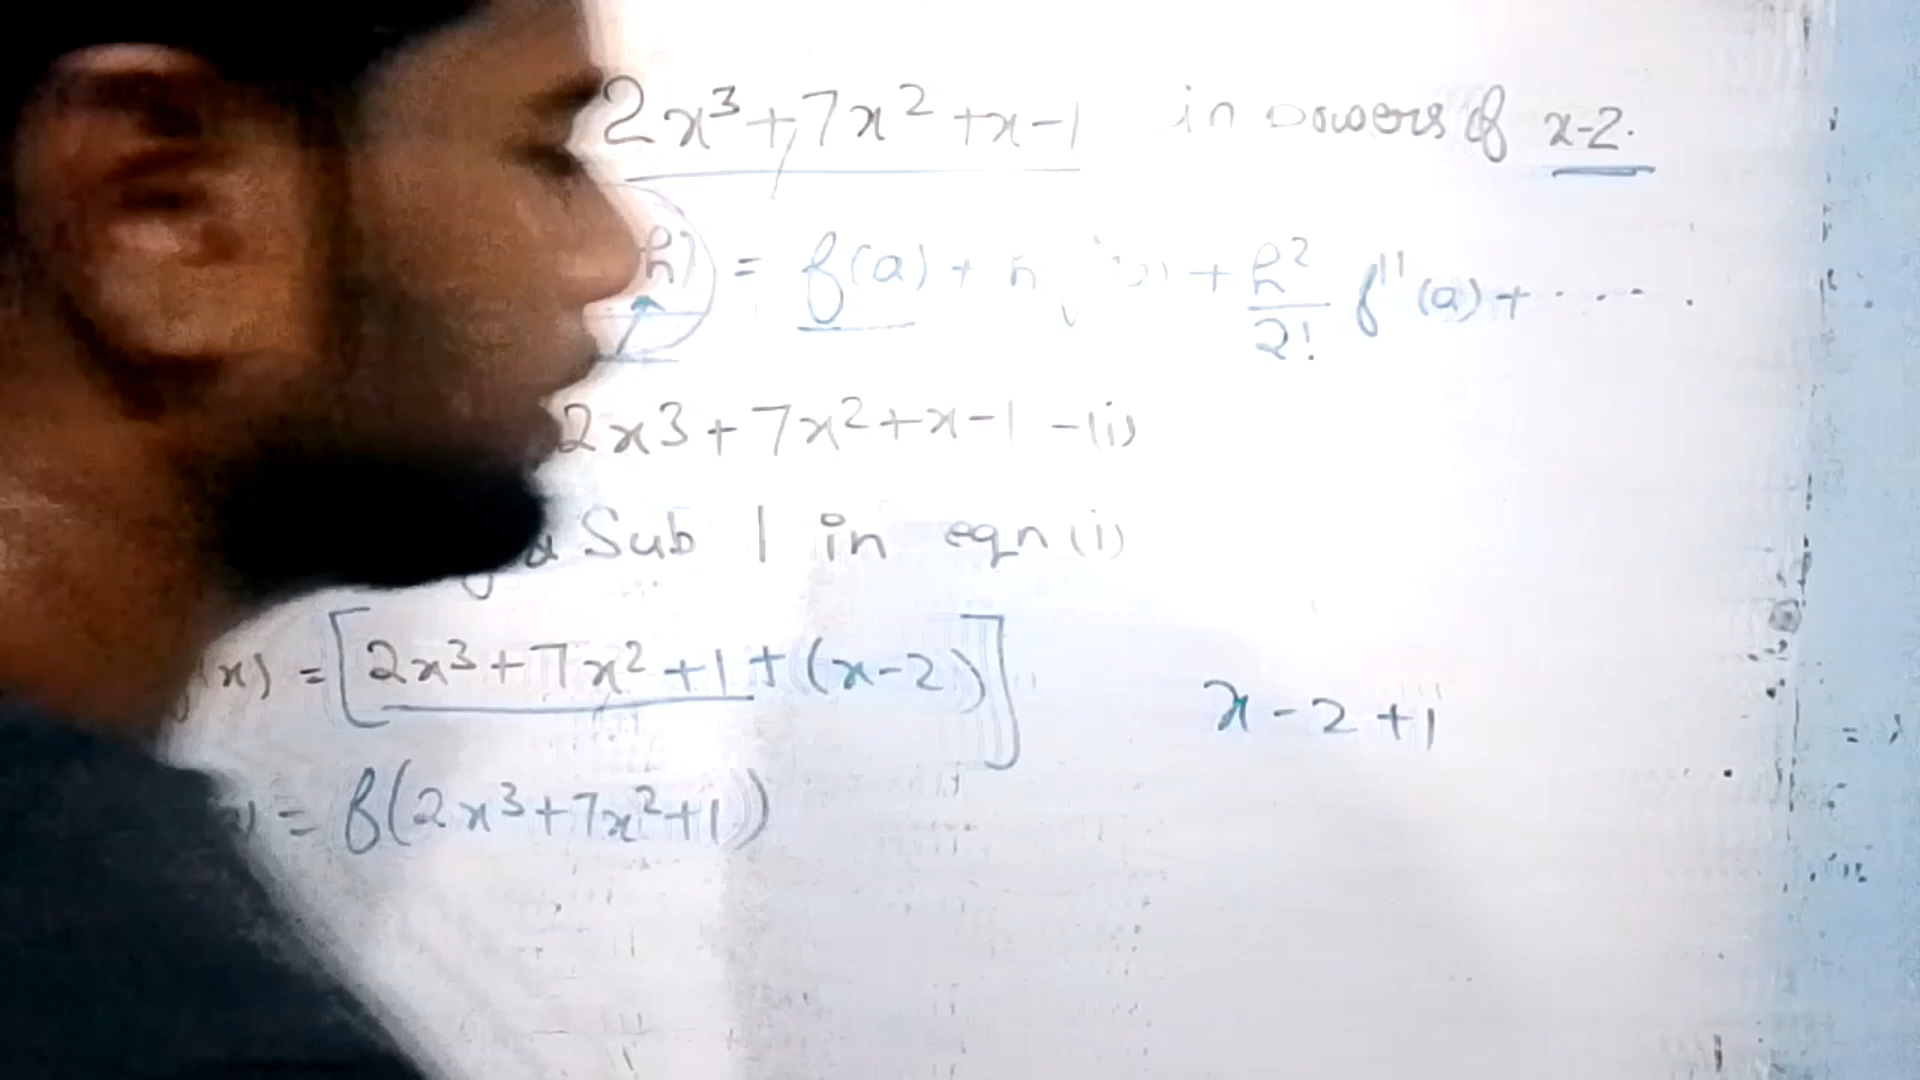 2x³+7x²+x-1 in powers of x-2.
h) = f(a) + h + h²/2! f''(a) + .....
2x3+7x²+x-1 -(i)
& Sub 1 in eqn (i)
(x) = [2x³+7x²+1+(x-2)]
x-2+1
= f(2x³+7x²+1)